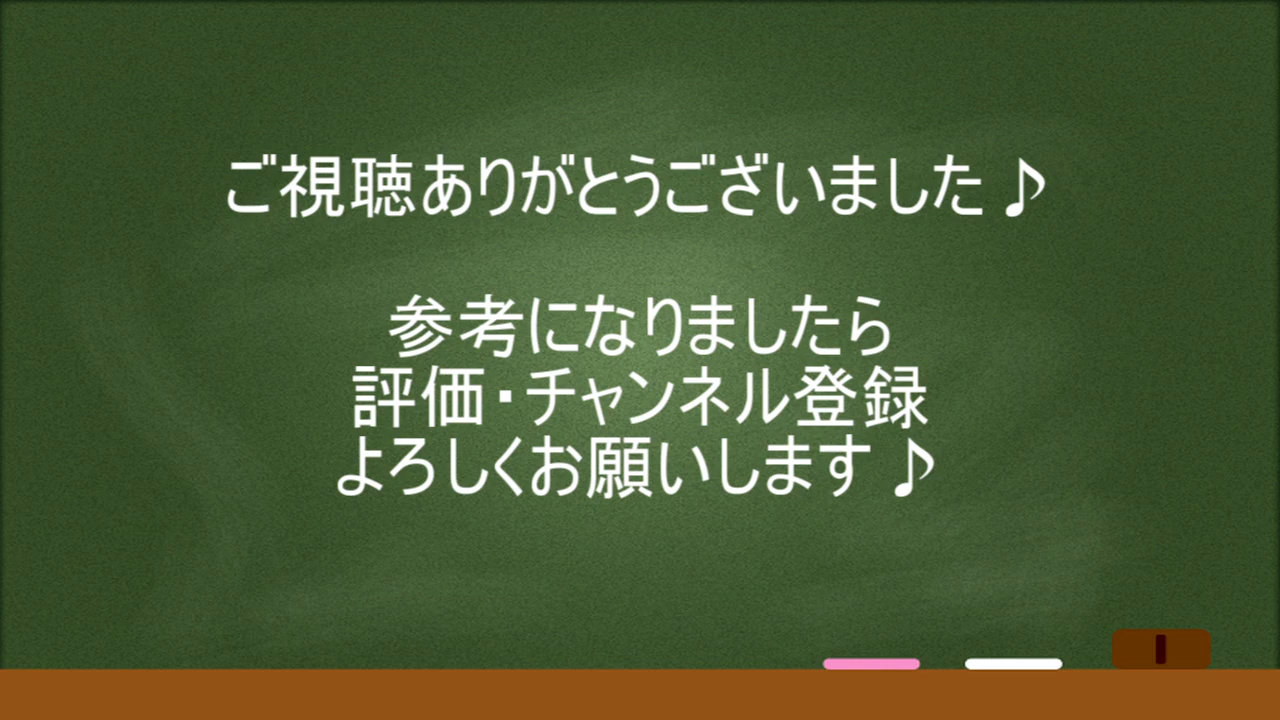 ご視聴ありがとうございました♪
参考になりましたら
評価・チャンネル登録
よろしくお願いします♪